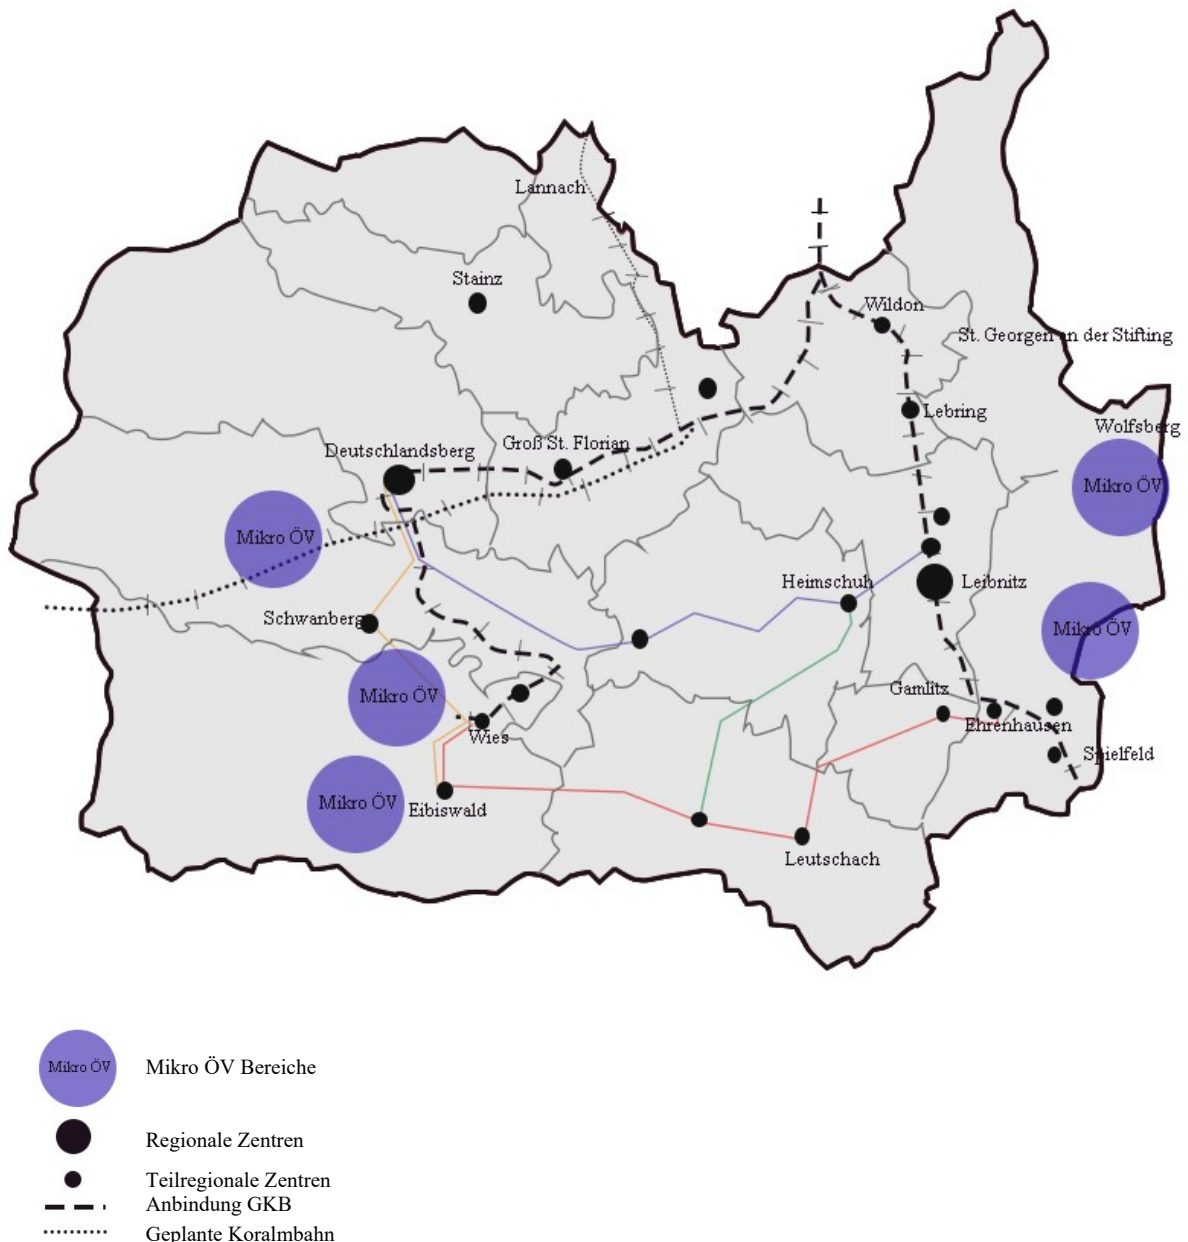 Lannach
Stainz
Wildon
St. Georgen an der Stifting
Lebring
Wolfsberg
Deutschlandsberg
Groß St. Florian
Mikro ÖV
Mikro ÖV
Heimschuh
Leibnitz
Schwanberg
Mikro ÖV
Mikro ÖV
Gamlitz
Ehrenhausen
Wies
Spielfeld
Mikro ÖV
Eibiswald
Leutschach
Mikro ÖV
Mikro ÖV Bereiche
Regionale Zentren
Teilregionale Zentren
Anbindung GKB
Geplante Koralmbahn